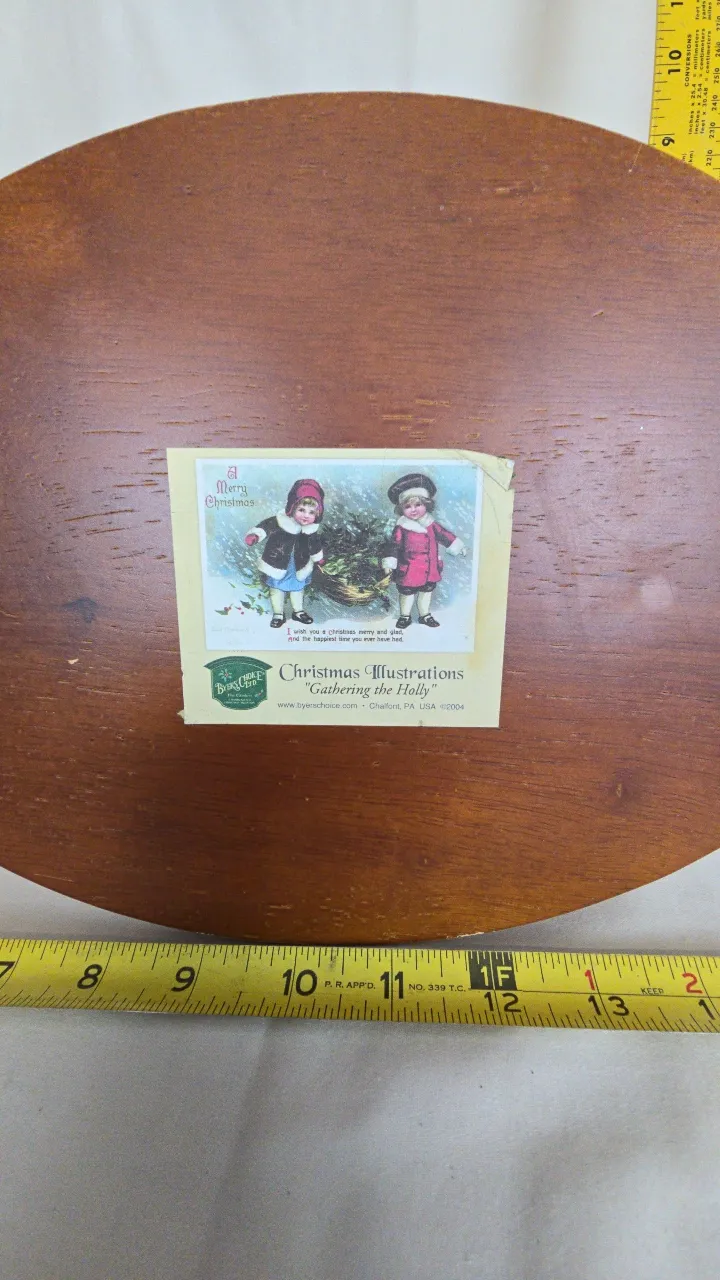 10
9
CONVERSIONS
A
Merry
Christmas
I wish you a Christmas merry and glad,
And the happiest time you ever have had.
BYERS' CHOICE
LTD.
Christmas Illustrations
"Gathering the Holly"
www.byerschoice.com • Chalfont, PA USA ©2004
7 8 9 10 P. R. APP'D. 11 NO. 339 T.C. 1F 1 KEEP 2
12 13 1